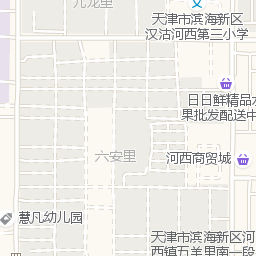 九龙里
天津市滨海新区
汉沽河西第三小学
日日鲜精品水
果批发配送中
六安里
河西商贸城
慧凡幼儿园
天津市滨海新区河
西镇五羊里南一段